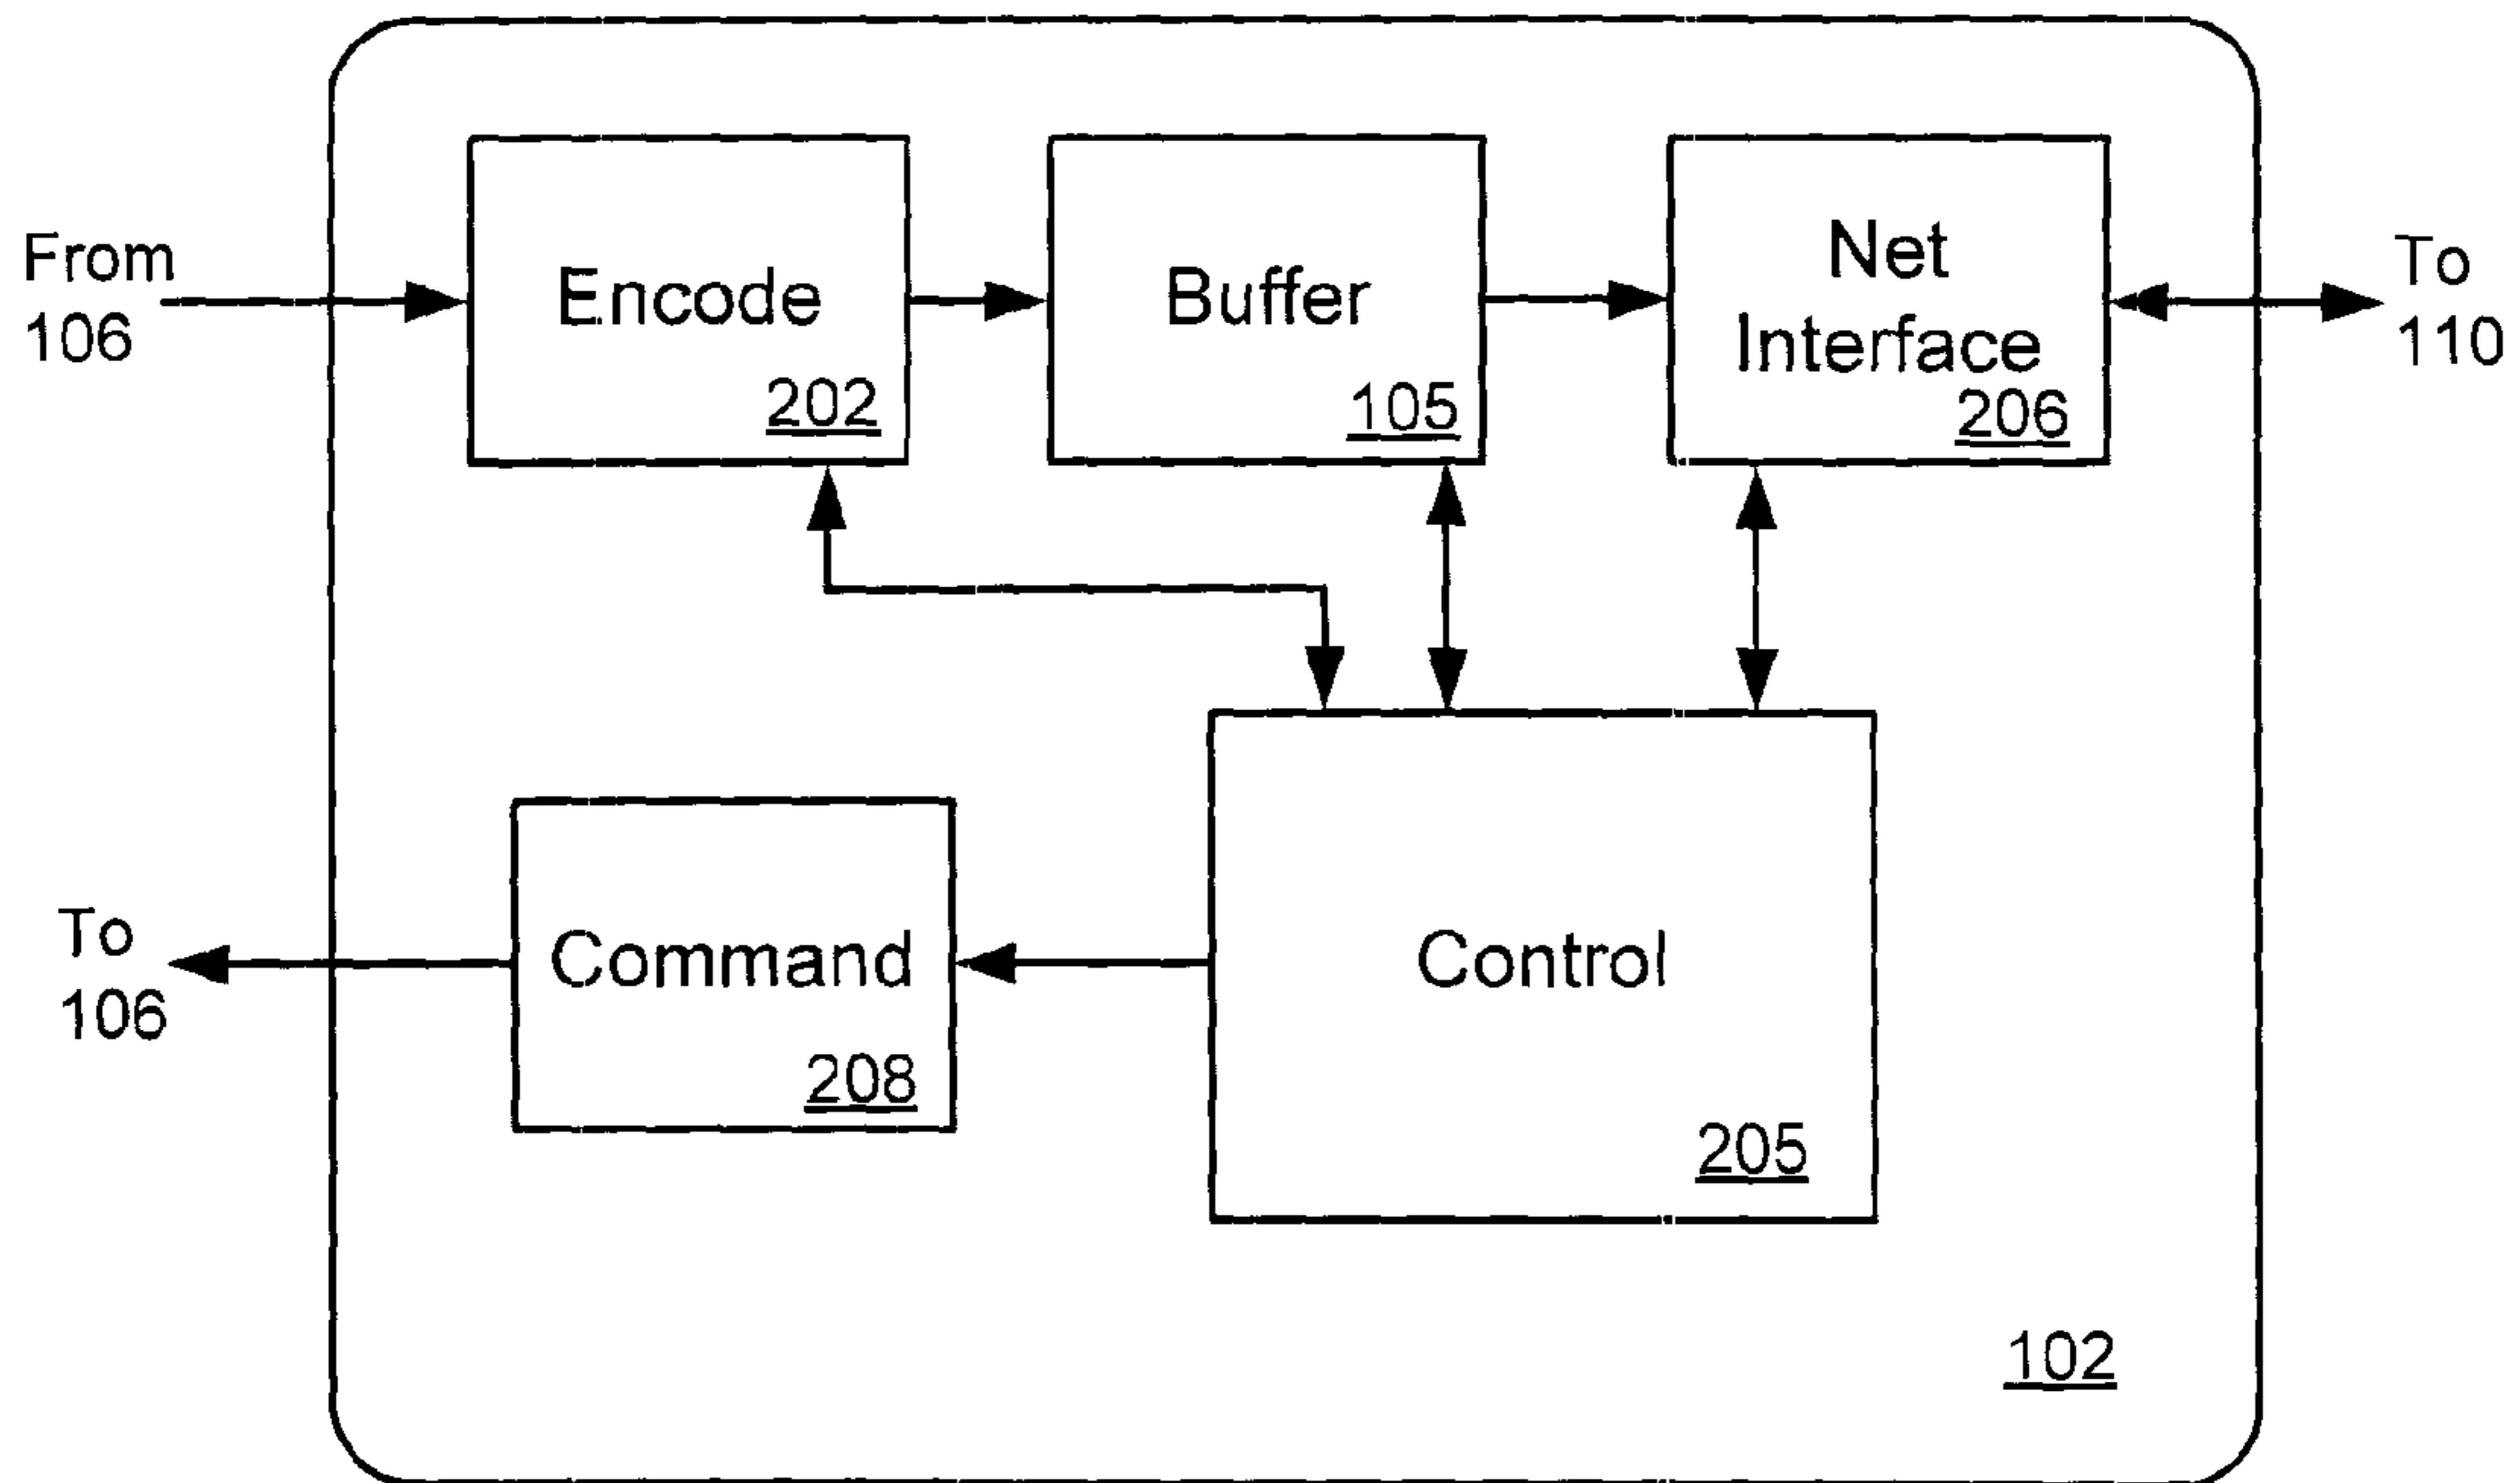 From
106
Encode
202
Buffer
105
Net
Interface
206
To
110
To
106
Command
208
Control
205
102